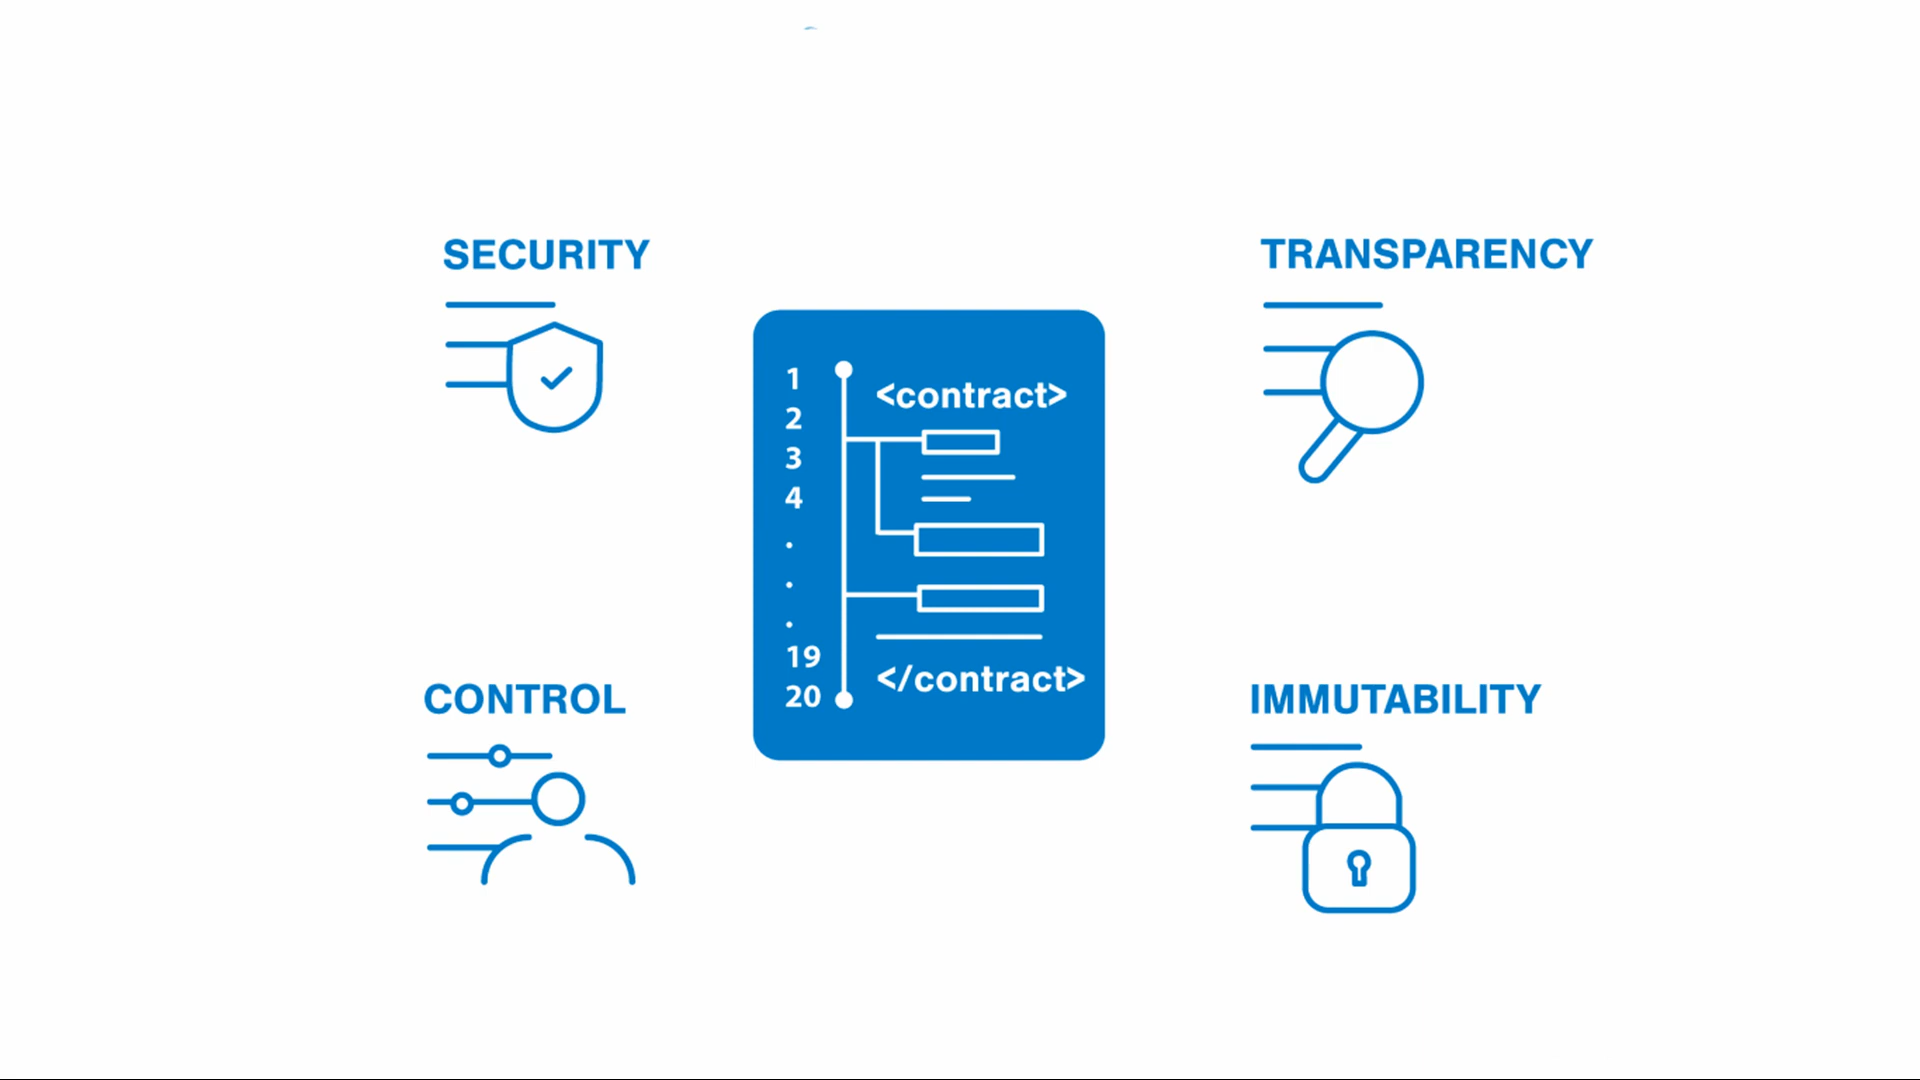 SECURITY
TRANSPARENCY
1
<contract>
2
3
4
.
.
.
19
</contract>
20
CONTROL
IMMUTABILITY